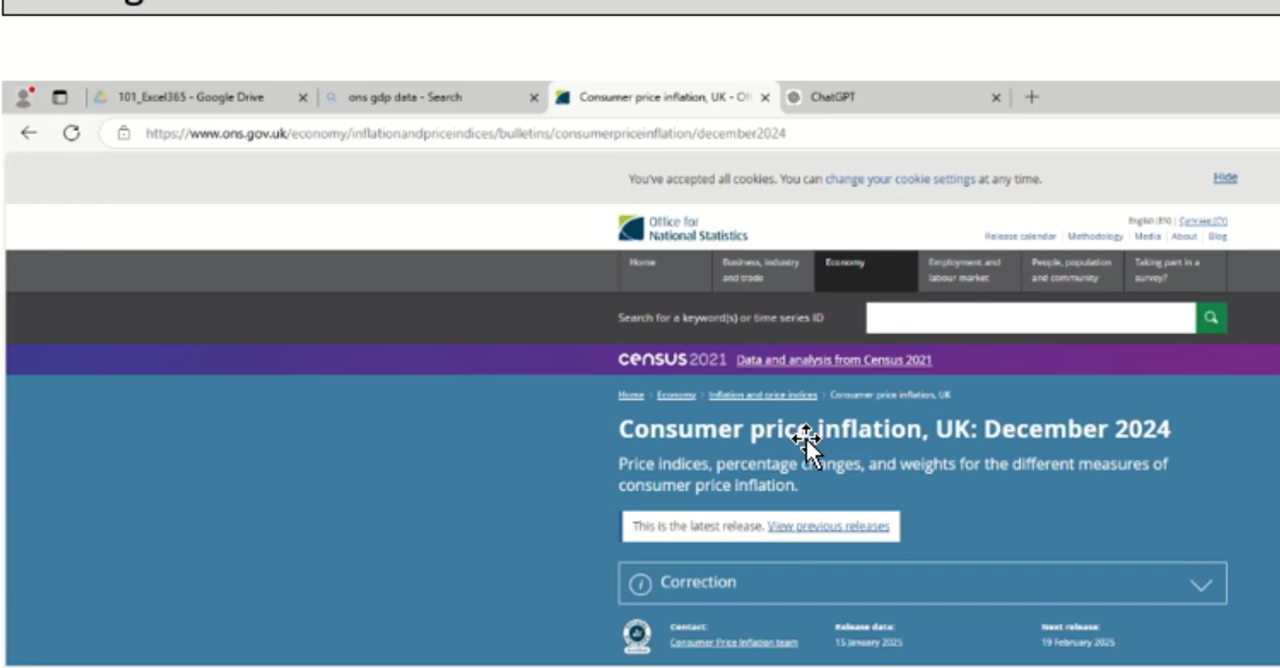 101_Excel365 - Google Drive
ons gdp data - Search
Consumer price inflation, UK - Of
ChatGPT
https://www.ons.gov.uk/economy/inflationandpriceindices/bulletins/consumerpriceinflation/december2024
You've accepted all cookies. You can change your cookie settings at any time.
Hide
Office for
National Statistics
English (EN) | Cymraeg (CY)
Release calendar | Methodology | Media | About | Blog
Home
Business, industry
and trade
Economy
Employment and
labour market
People, population
and community
Taking part in a
survey?
Search for a keyword(s) or time series ID
census2021 Data and analysis from Census 2021
Home > Economy > Inflation and price indices > Consumer price inflation, UK
Consumer price inflation, UK: December 2024
Price indices, percentage changes, and weights for the different measures of
consumer price inflation.
This is the latest release. View previous releases
Correction
Contact:
Consumer Price Inflation team
Release date:
15 January 2025
Next release:
19 February 2025